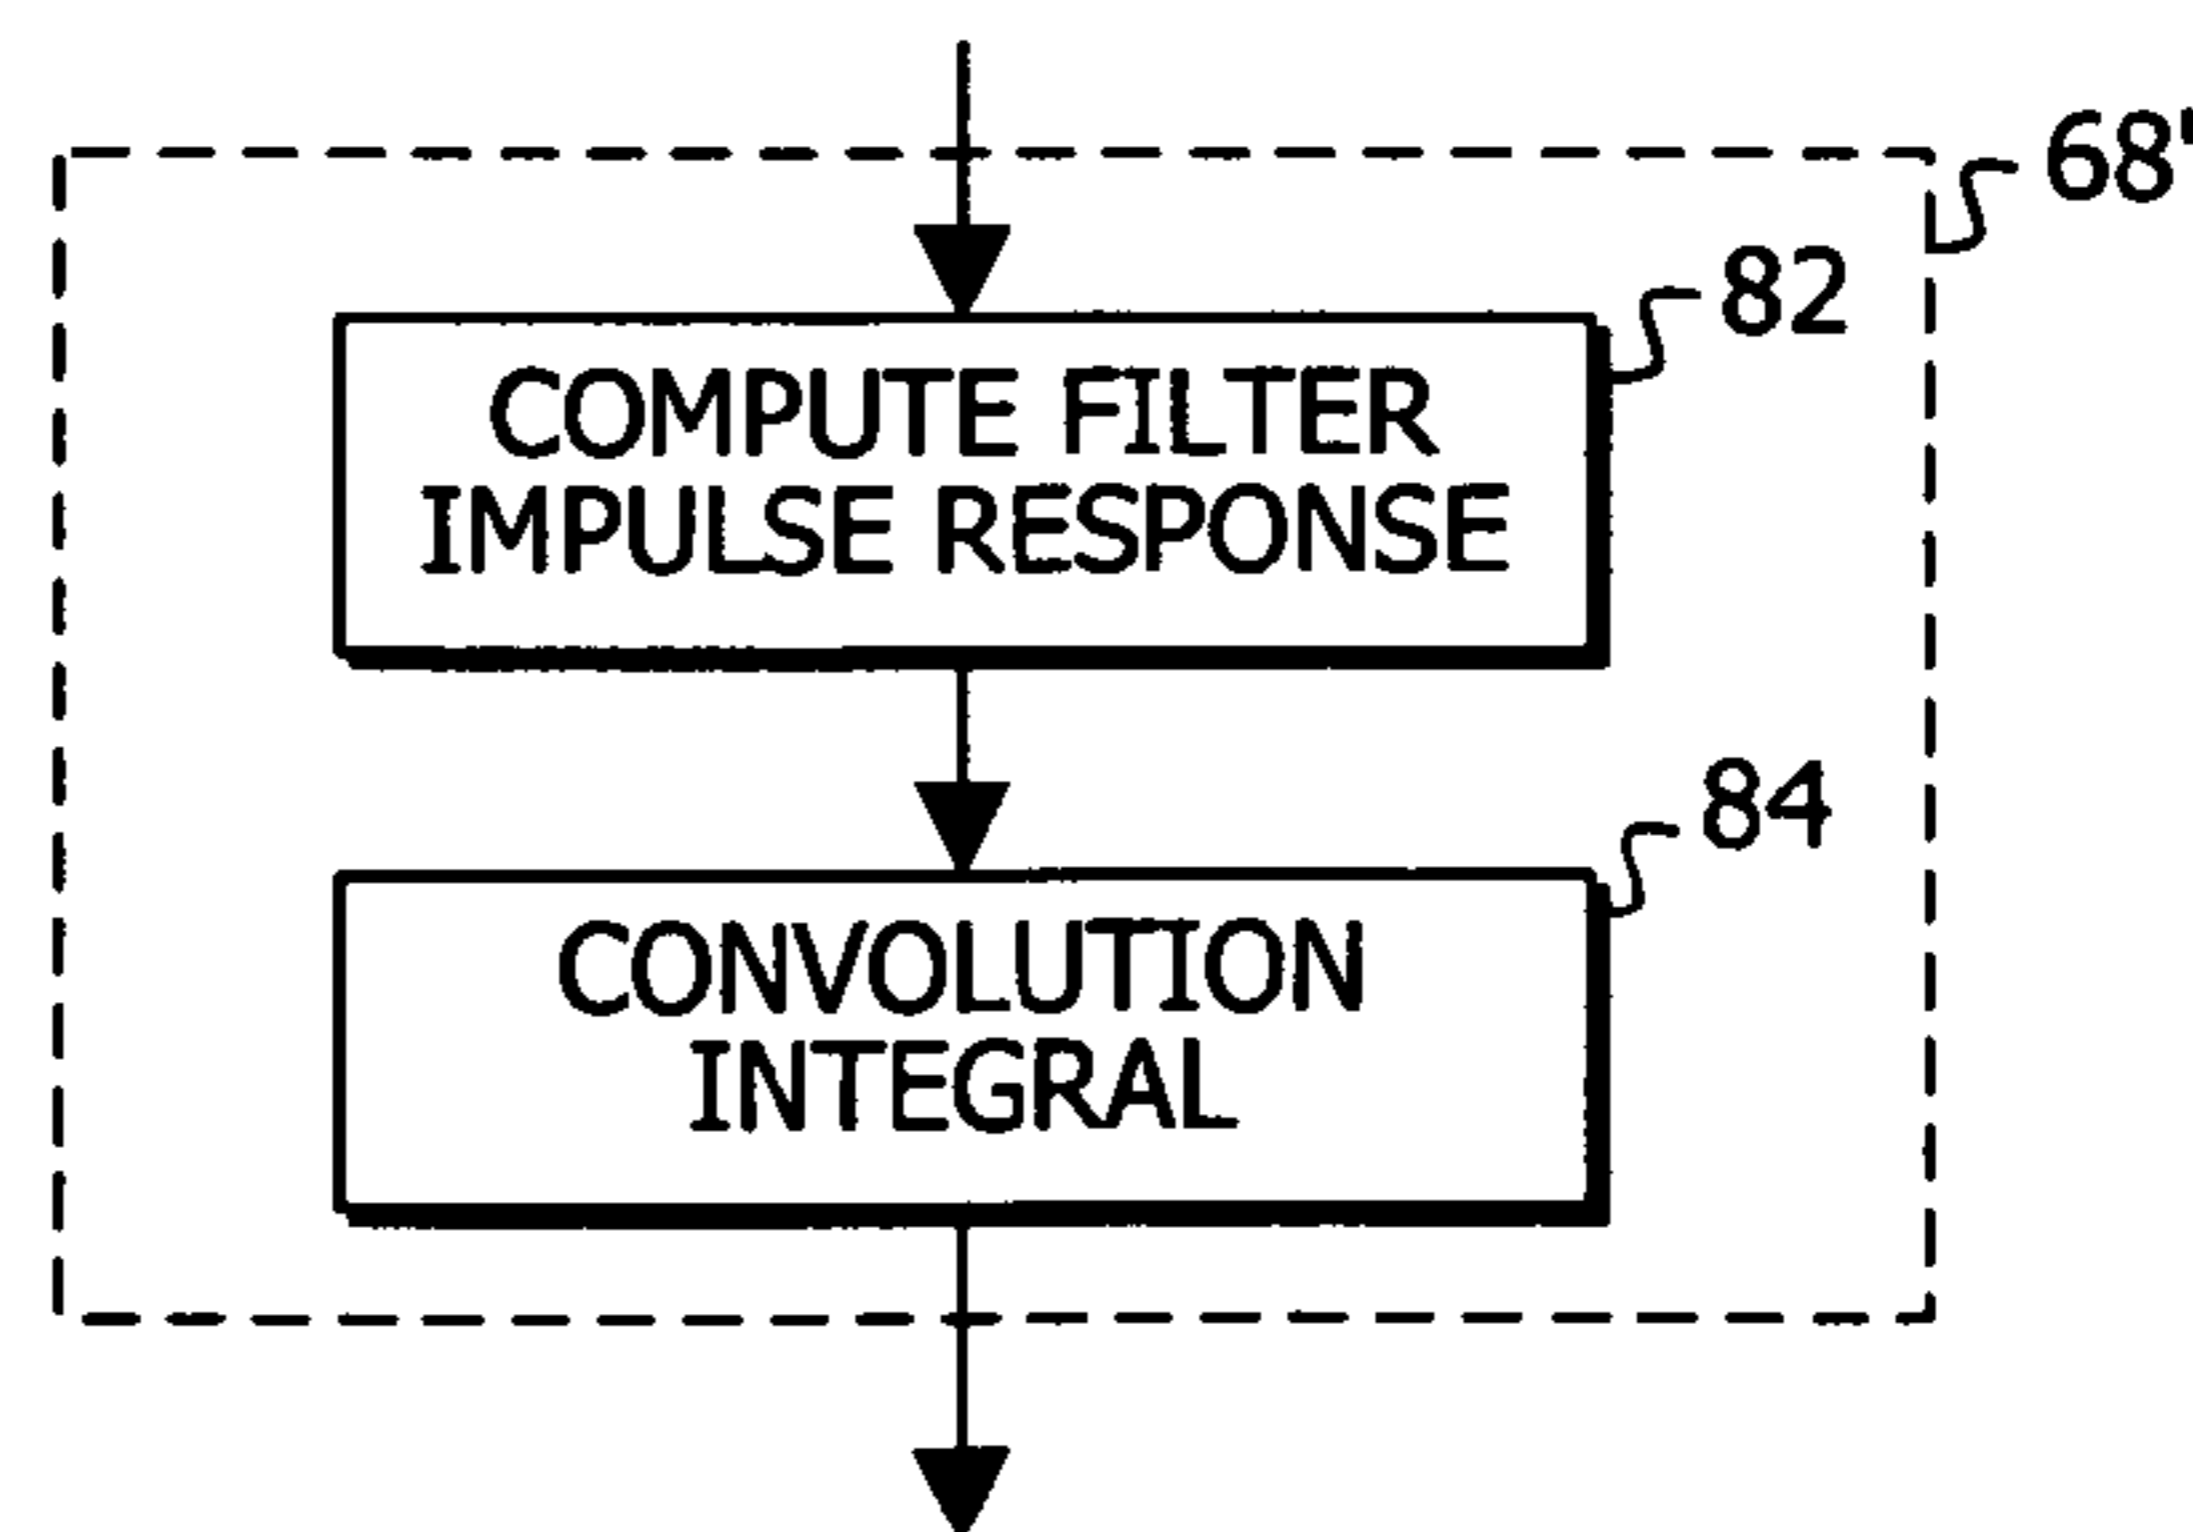 68'
82
COMPUTE FILTER
IMPULSE RESPONSE
84
CONVOLUTION
INTEGRAL